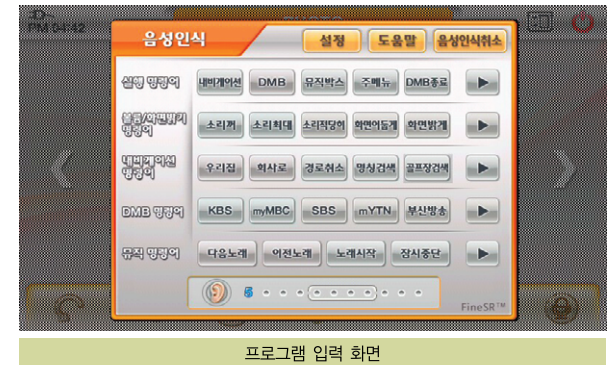 PM 04:42
음성인식 설정 도움말 음성인식취소
실행 명령어 내비게이션 DMB 뮤직박스 주메뉴 DMB종료
볼륨/화면밝기 소리꺼 소리최대 소리적당히 화면어둡게 화면밝게
명령어
내비게이션 우리집 회사로 경로취소 명칭검색 골프장검색
명령어
DMB 명령어 KBS myMBC SBS mYTN 부산방송
뮤직 명령어 다음노래 이전노래 노래시작 잠시중단
5
FineSR™
프로그램 입력 화면